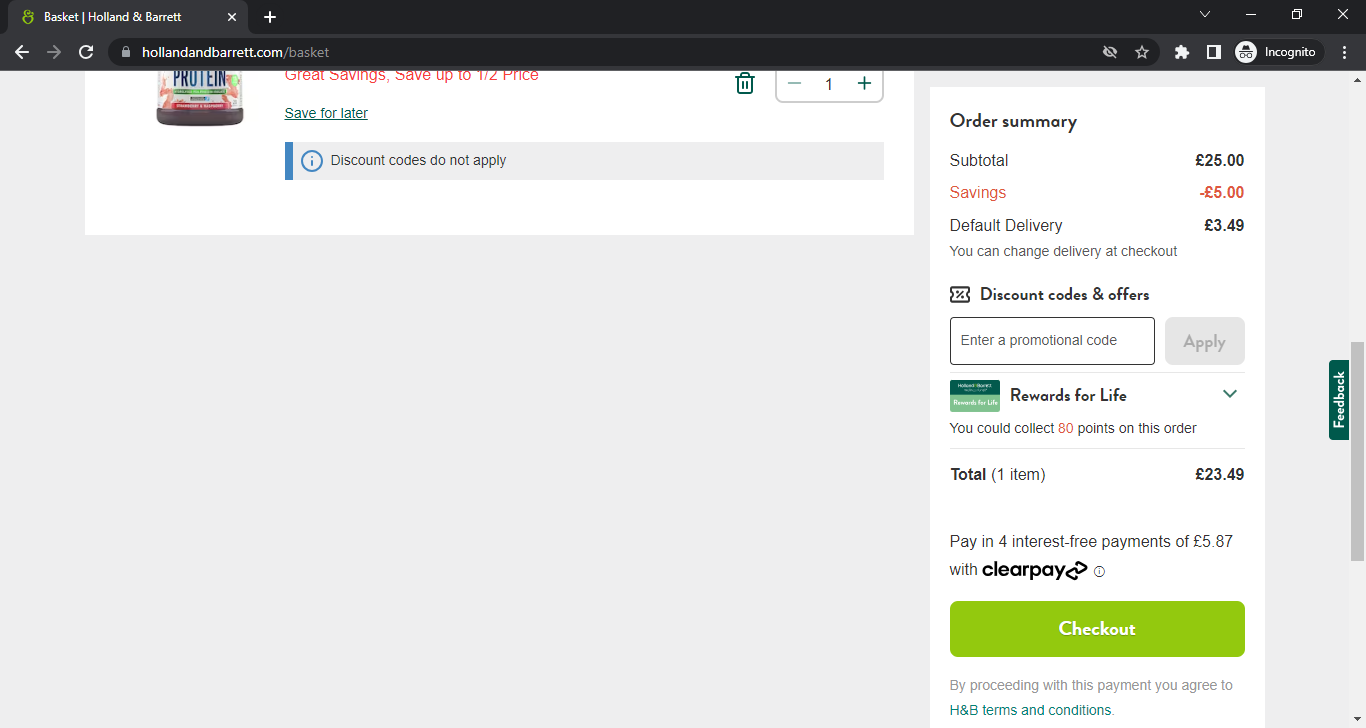 Basket | Holland & Barrett
hollandandbarrett.com/basket
Incognito
PROTEIN
STRAWBERRY & RASPBERRY
Great Savings, Save up to 1/2 Price
1
Save for later
Discount codes do not apply
Order summary
Subtotal £25.00
Savings -£5.00
Default Delivery £3.49
You can change delivery at checkout
Discount codes & offers
Enter a promotional code
Apply
Holland & Barrett
Rewards for Life
Rewards for Life
You could collect 80 points on this order
Total (1 item) £23.49
Pay in 4 interest-free payments of £5.87
with clearpay
Checkout
By proceeding with this payment you agree to
H&B terms and conditions.
Feedback